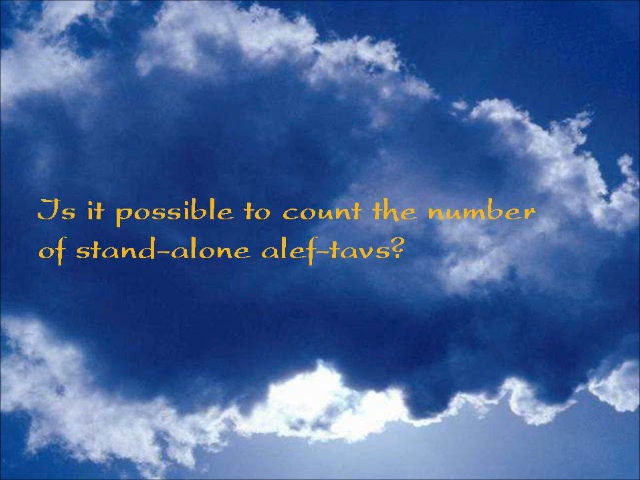 Is it possible to count the number
of stand-alone alef-tavs?